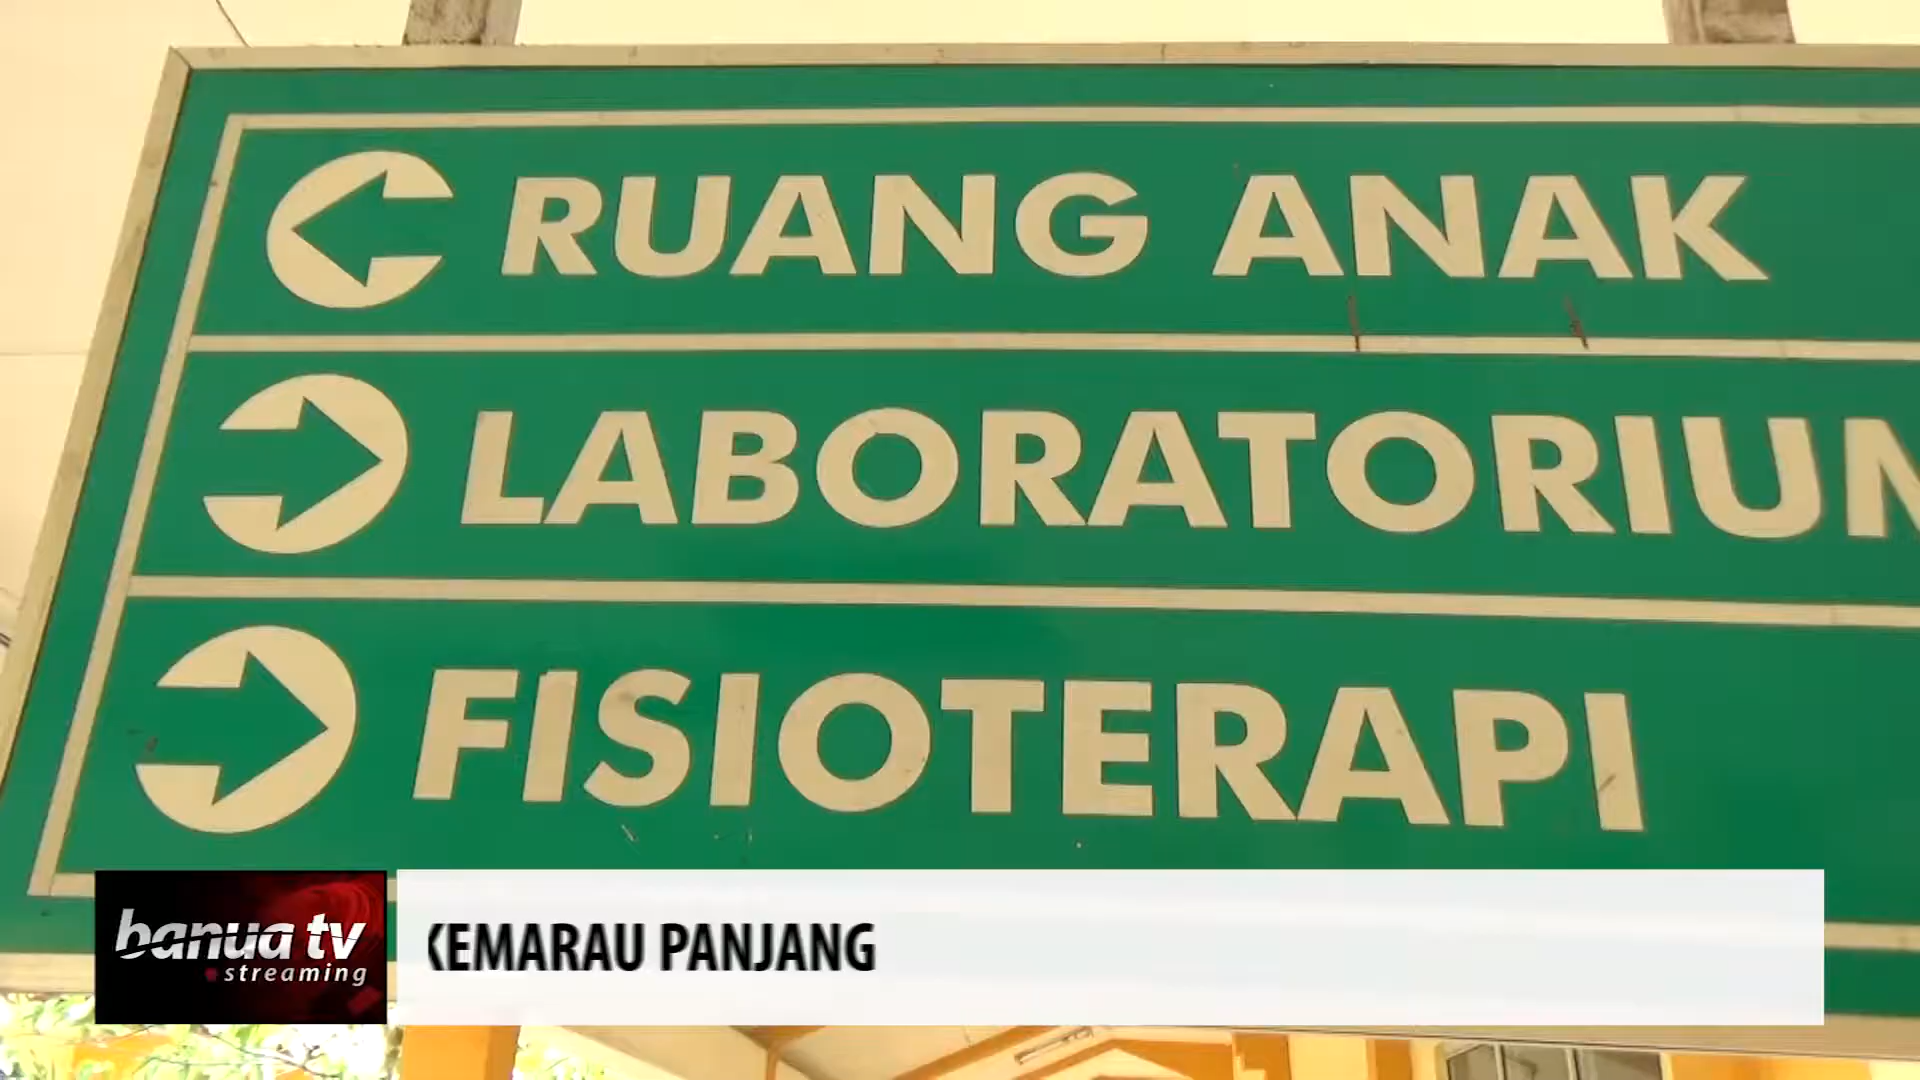 RUANG ANAK
LABORATORIUM
FISIOTERAPI
banua tv
streaming
KEMARAU PANJANG